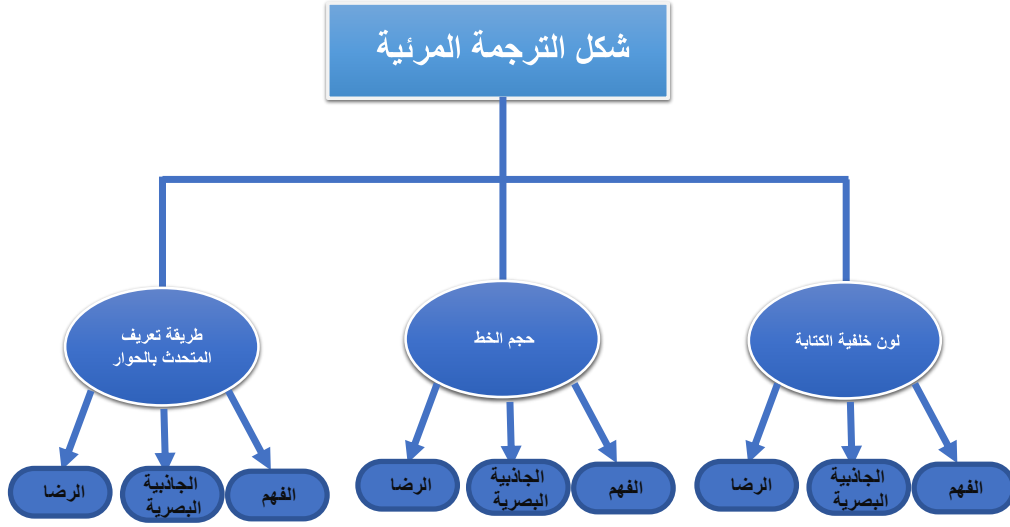 شكل الترجمة المرئية
لون خلفية الكتابة
حجم الخط
طريقة تعريف
المتحدث بالحوار
الفهم
الجاذبية
البصرية
الرضا
الفهم
الجاذبية
البصرية
الرضا
الفهم
الجاذبية
البصرية
الرضا